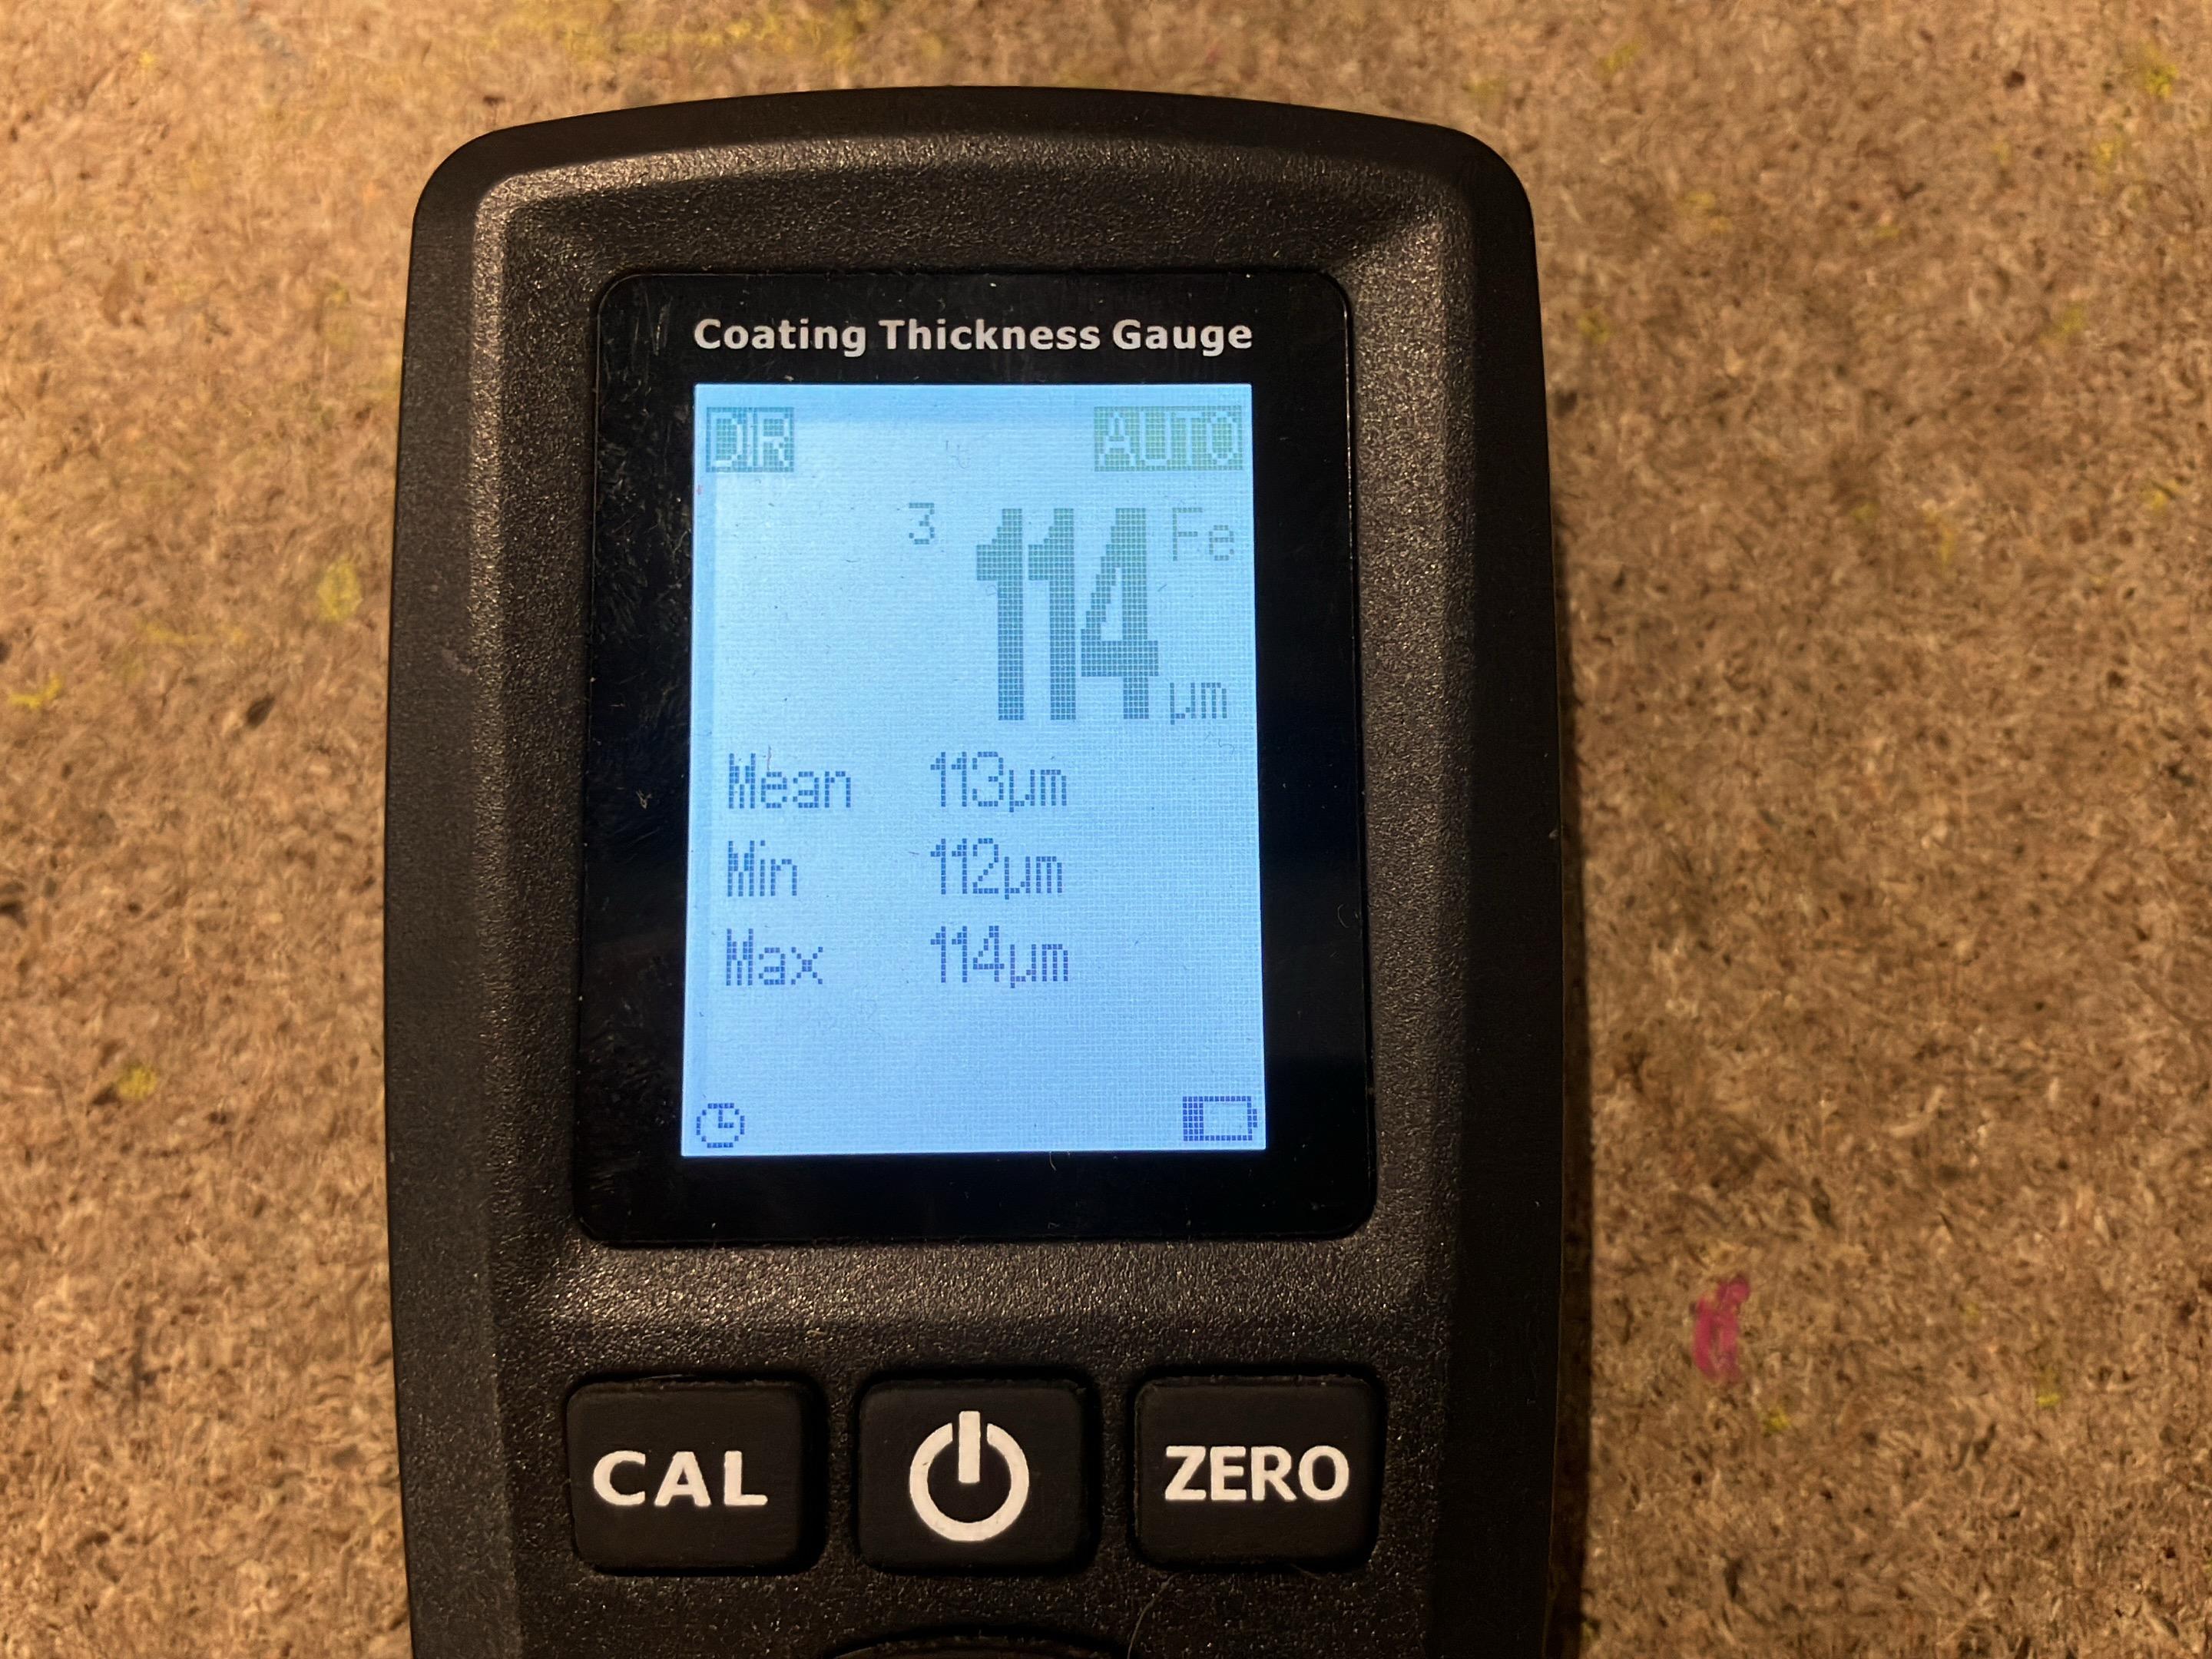 Coating Thickness Gauge
DIR AUTO
3 114 Fe
µm
Mean 113µm
Min 112µm
Max 114µm
CAL ZERO